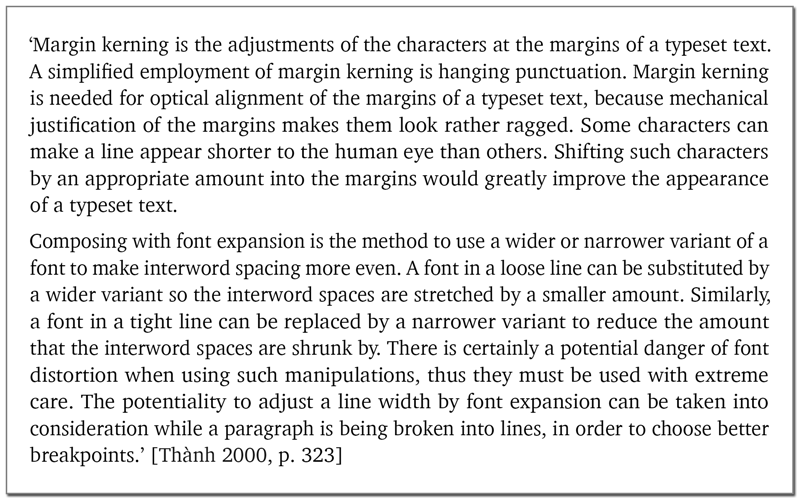 ‘Margin kerning is the adjustments of the characters at the margins of a typeset text.
A simplified employment of margin kerning is hanging punctuation. Margin kerning
is needed for optical alignment of the margins of a typeset text, because mechanical
justification of the margins makes them look rather ragged. Some characters can
make a line appear shorter to the human eye than others. Shifting such characters
by an appropriate amount into the margins would greatly improve the appearance
of a typeset text.
Composing with font expansion is the method to use a wider or narrower variant of a
font to make interword spacing more even. A font in a loose line can be substituted by
a wider variant so the interword spaces are stretched by a smaller amount. Similarly,
a font in a tight line can be replaced by a narrower variant to reduce the amount
that the interword spaces are shrunk by. There is certainly a potential danger of font
distortion when using such manipulations, thus they must be used with extreme
care. The potentiality to adjust a line width by font expansion can be taken into
consideration while a paragraph is being broken into lines, in order to choose better
breakpoints.’ [Thành 2000, p. 323]